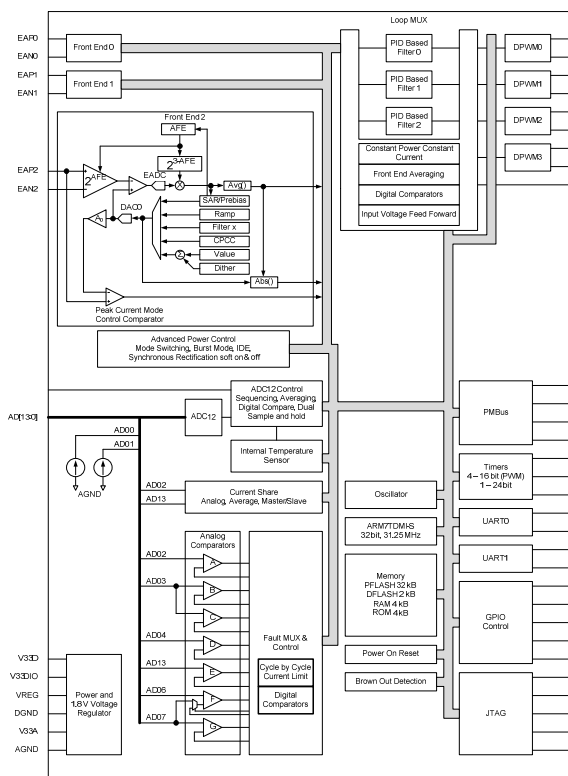 Loop MUX
EAP0
EAN0
Front End 0
EAP1
EAN1
Front End 1
PID Based
Filter 0
PID Based
Filter 1
PID Based
Filter 2
Constant Power Constant
Current
Front End Averaging
Digital Comparators
Input Voltage Feed Forward
DPWM0
DPWM1
DPWM2
DPWM3
Front End 2
AFE
2^3-AFE
EAP2
EAN2
2^AFE
EADC
X
Avg()
SAR/Prebias
Ramp
Filter x
CPCC
Value
Dither
DAC0
A0
Σ
Abs()
Peak Current Mode
Control Comparator
Advanced Power Control
Mode Switching, Burst Mode, IDE,
Synchronous Rectification soft on & off
AD[13:0]
ADC12
ADC12 Control
Sequencing, Averaging,
Digital Compare, Dual
Sample and hold
AD00
AD01
AGND
Internal Temperature
Sensor
AD02
AD13
Current Share
Analog, Average, Master/Slave
Analog
Comparators
AD02
A
AD03
B
C
AD04
D
AD13
E
AD06
F
AD07
G
Fault MUX &
Control
Cycle by Cycle
Current Limit
Digital
Comparators
V33D
V33DIO
VREG
DGND
V33A
AGND
Power and
1.8V Voltage
Regulator
Oscillator
ARM7TDMI-S
32 bit, 31.25 MHz
Memory
PFLASH 32 kB
DFLASH 2 kB
RAM 4 kB
ROM 4 kB
Power On Reset
Brown Out Detection
PMBus
Timers
4 – 16 bit (PWM)
1 – 24 bit
UART0
UART1
GPIO
Control
JTAG